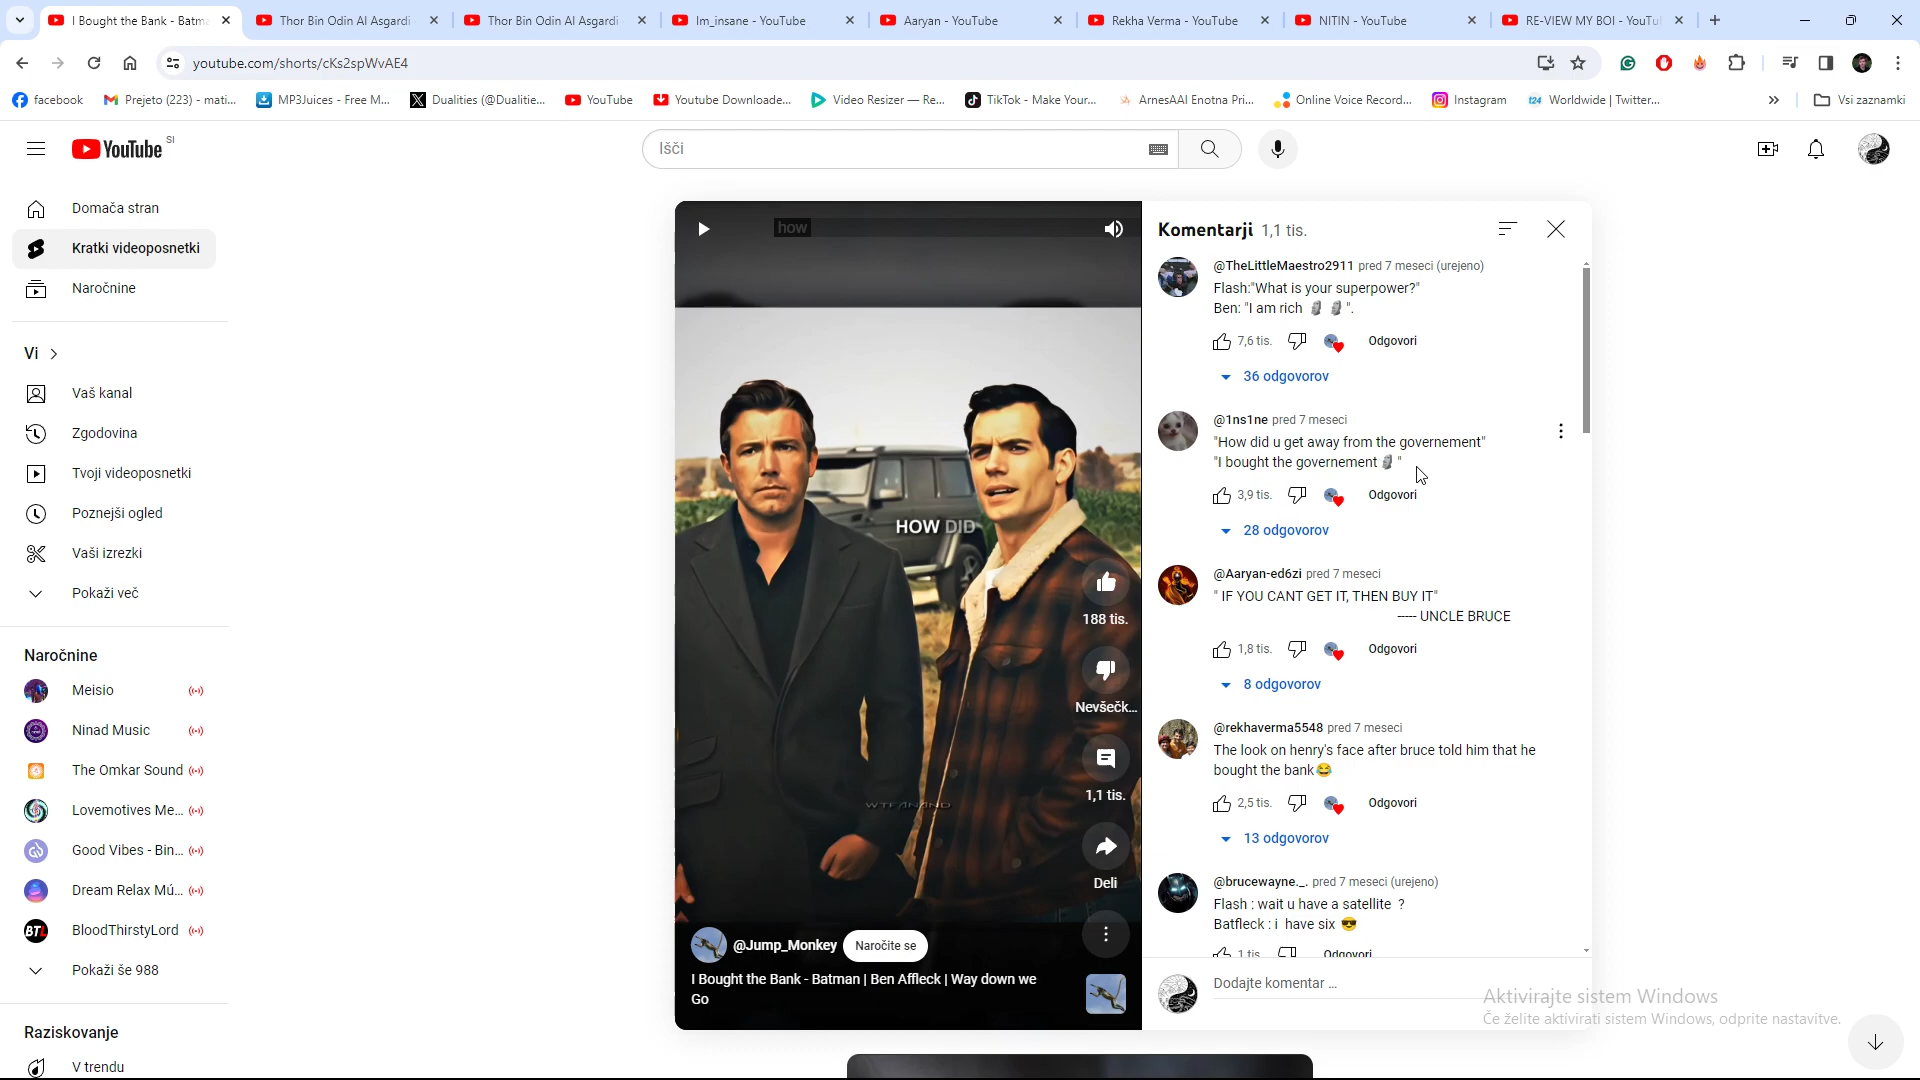 I Bought the Bank - Batma
Thor Bin Odin Al Asgardi
Thor Bin Odin Al Asgardi
Im_insane - YouTube
Aaryan - YouTube
Rekha Verma - YouTube
NITIN - YouTube
RE-VIEW MY BOI - YouTu
youtube.com/shorts/cKs2spWvAE4
facebook
Prejeto (223) - mati...
MP3Juices - Free M...
Dualities (@Dualitie...
YouTube
Youtube Downloade...
Video Resizer — Re...
TikTok - Make Your...
ArnesAAI Enotna Pri...
Online Voice Record...
Instagram
Worldwide | Twitter...
Vsi zaznamki
YouTube SI
Išči
Domača stran
Kratki videoposnetki
Naročnine
Vi
Vaš kanal
Zgodovina
Tvoji videoposnetki
Poznejši ogled
Vaši izrezki
Pokaži več
Naročnine
Meisio
Ninad Music
The Omkar Sound
Lovemotives Me...
Good Vibes - Bin...
Dream Relax Mú...
BloodThirstyLord
Pokaži še 988
Raziskovanje
V trendu
how
HOW DID
WTFANAND
188 tis.
Nevšečk...
1,1 tis.
Deli
@Jump_Monkey
Naročite se
I Bought the Bank - Batman | Ben Affleck | Way down we
Go
Komentarji 1,1 tis.
@TheLittleMaestro2911 pred 7 meseci (urejeno)
Flash:"What is your superpower?"
Ben: "I am rich 🗿 🗿 ".
7,6 tis.
Odgovori
36 odgovorov
@1ns1ne pred 7 meseci
"How did u get away from the governement"
"I bought the governement🗿 "
3,9 tis.
Odgovori
28 odgovorov
@Aaryan-ed6zi pred 7 meseci
" IF YOU CANT GET IT, THEN BUY IT"
----- UNCLE BRUCE
1,8 tis.
Odgovori
8 odgovorov
@rekhaverma5548 pred 7 meseci
The look on henry's face after bruce told him that he
bought the bank😂
2,5 tis.
Odgovori
13 odgovorov
@brucewayne._. pred 7 meseci (urejeno)
Flash : wait u have a satellite ?
Batfleck : i have six 😎
1 tis.
Odgovori
Dodajte komentar ...
Aktivirajte sistem Windows
Če želite aktivirati sistem Windows, odprite nastavitve.